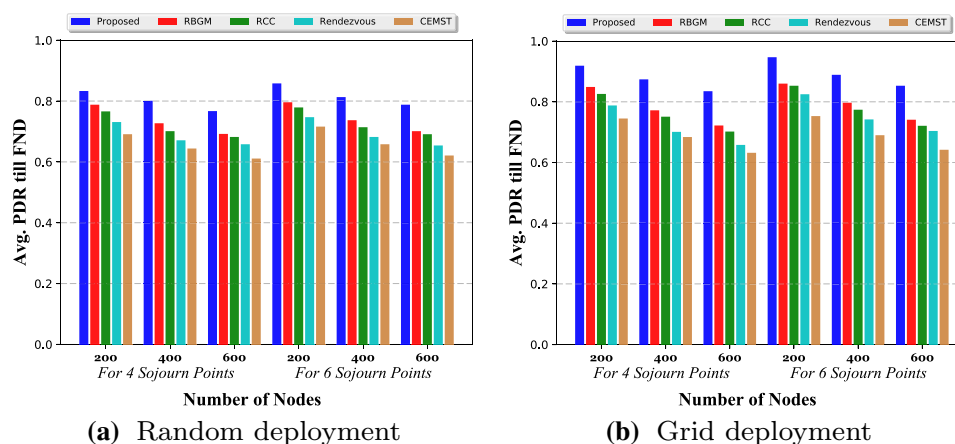 Proposed RBGM RCC Rendezvous CEMST
Avg. PDR till FND
1.0
0.8
0.6
0.4
0.2
0.0
200 400 600 200 400 600
For 4 Sojourn Points For 6 Sojourn Points
Number of Nodes
(a) Random deployment
Proposed RBGM RCC Rendezvous CEMST
Avg. PDR till FND
1.0
0.8
0.6
0.4
0.2
0.0
200 400 600 200 400 600
For 4 Sojourn Points For 6 Sojourn Points
Number of Nodes
(b) Grid deployment